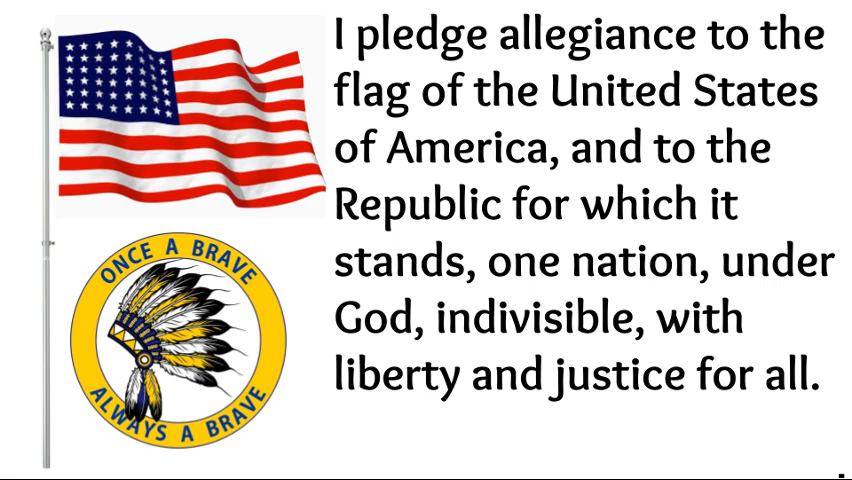 I pledge allegiance to the
flag of the United States
of America, and to the
Republic for which it
stands, one nation, under
God, indivisible, with
liberty and justice for all.
ONCE A BRAVE
ALWAYS A BRAVE